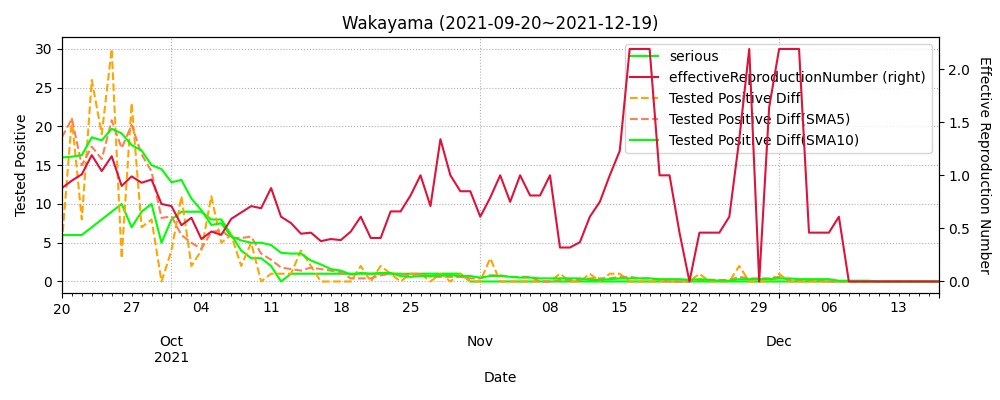 Wakayama (2021-09-20~2021-12-19)
30
25
20
15
10
5
0
Tested Positive
2.0
1.5
1.0
0.5
0.0
Effective Reproduction Number
serious
effectiveReproductionNumber (right)
Tested Positive Diff
Tested Positive Diff(SMA5)
Tested Positive Diff(SMA10)
20 27 04 11 18 25 08 15 22 29 06 13
Oct Nov Dec
2021
Date